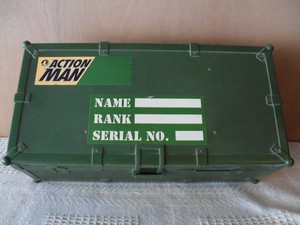 ACTION
MAN
NAME
RANK
SERIAL NO.